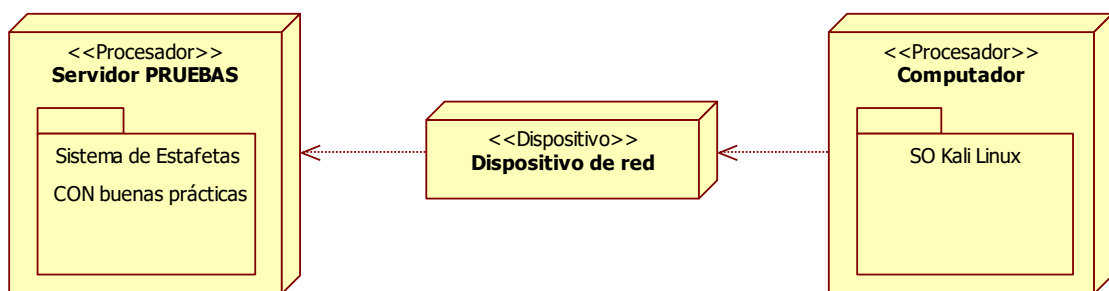 <<Procesador>>
Servidor PRUEBAS
Sistema de Estafetas
CON buenas prácticas
<<Dispositivo>>
Dispositivo de red
<<Procesador>>
Computador
SO Kali Linux